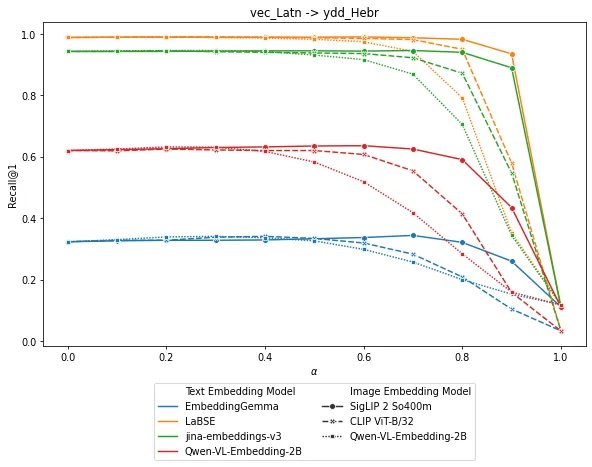 vec_Latn -> ydd_Hebr
Recall@1
1.0
0.8
0.6
0.4
0.2
0.0
0.0 0.2 0.4 0.6 0.8 1.0
α
Text Embedding Model
EmbeddingGemma
LaBSE
jina-embeddings-v3
Qwen-VL-Embedding-2B
Image Embedding Model
SigLIP 2 So400m
CLIP ViT-B/32
Qwen-VL-Embedding-2B